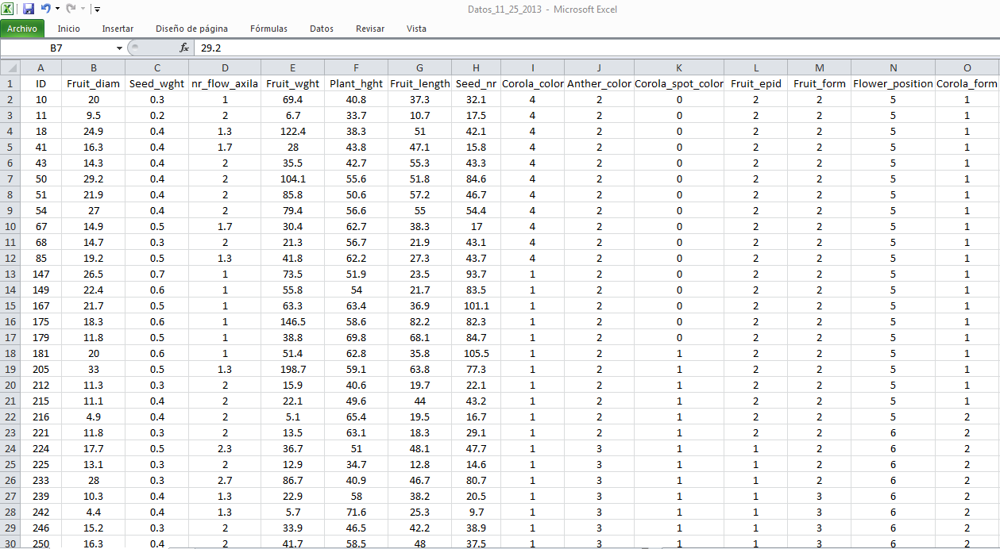 Datos_11_25_2013 - Microsoft Excel
Archivo Inicio Insertar Diseño de página Fórmulas Datos Revisar Vista
B7 fx 29.2
A B C D E F G H I J K L M N O
1 ID Fruit_diam Seed_wght nr_flow_axila Fruit_wght Plant_hght Fruit_length Seed_nr Corola_color Anther_color Corola_spot_color Fruit_epid Fruit_form Flower_position Corola_form
2 10 20 0.3 1 69.4 40.8 37.3 32.1 4 2 0 2 2 5 1
3 11 9.5 0.2 2 6.7 33.7 10.7 17.5 4 2 0 2 2 5 1
4 18 24.9 0.4 1.3 122.4 38.3 51 42.1 4 2 0 2 2 5 1
5 41 16.3 0.4 1.7 28 43.8 47.1 15.8 4 2 0 2 2 5 1
6 43 14.3 0.4 2 35.5 42.7 55.3 43.3 4 2 0 2 2 5 1
7 50 29.2 0.4 2 104.1 55.6 51.8 84.6 4 2 0 2 2 5 1
8 51 21.9 0.4 2 85.8 50.6 57.2 46.7 4 2 0 2 2 5 1
9 54 27 0.4 2 79.4 56.6 55 54.4 4 2 0 2 2 5 1
10 67 14.9 0.5 1.7 30.4 62.7 38.3 17 4 2 0 2 2 5 1
11 68 14.7 0.3 2 21.3 56.7 21.9 43.1 4 2 0 2 2 5 1
12 85 19.2 0.5 1.3 41.8 62.2 27.3 43.7 4 2 0 2 2 5 1
13 147 26.5 0.7 1 73.5 51.9 23.5 93.7 1 2 0 2 2 5 1
14 149 22.4 0.6 1 55.8 54 21.7 83.5 1 2 0 2 2 5 1
15 167 21.7 0.5 1 63.3 63.4 36.9 101.1 1 2 0 2 2 5 1
16 175 18.3 0.6 1 146.5 58.6 82.2 82.3 1 2 0 2 2 5 1
17 179 11.8 0.5 1 38.8 69.8 68.1 84.7 1 2 0 2 2 5 1
18 181 20 0.6 1 51.4 62.8 35.8 105.5 1 2 1 2 2 5 1
19 205 33 0.5 1.3 198.7 59.1 63.8 77.3 1 2 1 2 2 5 1
20 212 11.3 0.3 2 15.9 40.6 19.7 22.1 1 2 1 2 2 5 1
21 215 11.1 0.4 2 22.1 49.6 44 43.2 1 2 1 2 2 5 1
22 216 4.9 0.4 2 5.1 65.4 19.5 16.7 1 2 1 2 2 5 2
23 221 11.8 0.3 2 13.5 63.1 18.3 29.1 1 2 1 2 2 6 2
24 224 17.7 0.5 2.3 36.7 51 48.1 47.7 1 3 1 1 2 6 2
25 225 13.1 0.3 2 12.9 34.7 12.8 14.6 1 3 1 1 2 6 2
26 233 28 0.3 2.7 86.7 40.9 46.7 80.7 1 3 1 1 2 6 2
27 239 10.3 0.4 1.3 22.9 58 38.2 20.5 1 3 1 1 3 6 2
28 242 4.4 0.4 1.3 5.7 71.6 25.3 9.7 1 3 1 1 3 6 2
29 246 15.2 0.3 2 33.9 46.5 42.2 38.9 1 3 1 1 3 6 2
30 250 16.3 0.4 2 41.7 58.5 48 37.5 1 3 1 1 3 6 2